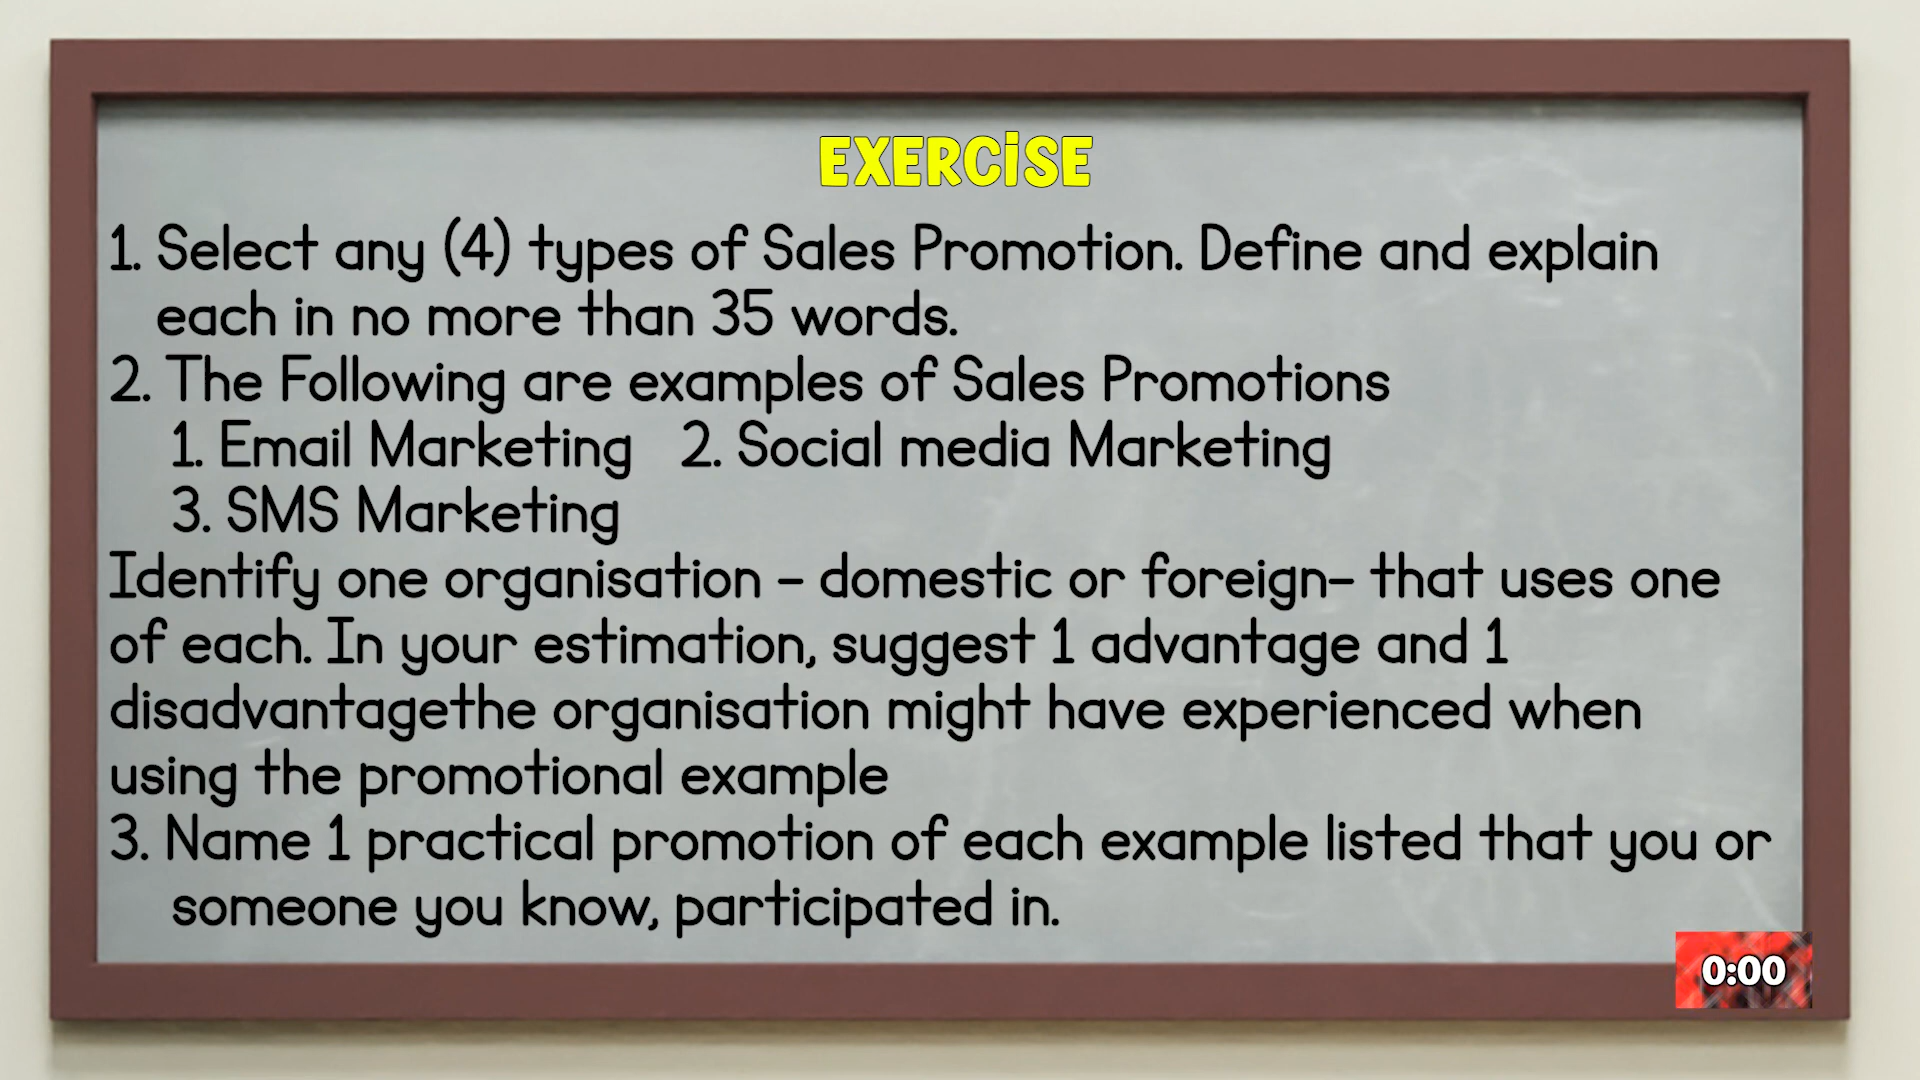 EXERCISE
1. Select any (4) types of Sales Promotion. Define and explain
each in no more than 35 words.
2. The Following are examples of Sales Promotions
1. Email Marketing 2. Social media Marketing
3. SMS Marketing
Identify one organisation – domestic or foreign– that uses one
of each. In your estimation, suggest 1 advantage and 1
disadvantagethe organisation might have experienced when
using the promotional example
3. Name 1 practical promotion of each example listed that you or
someone you know, participated in.
0:00